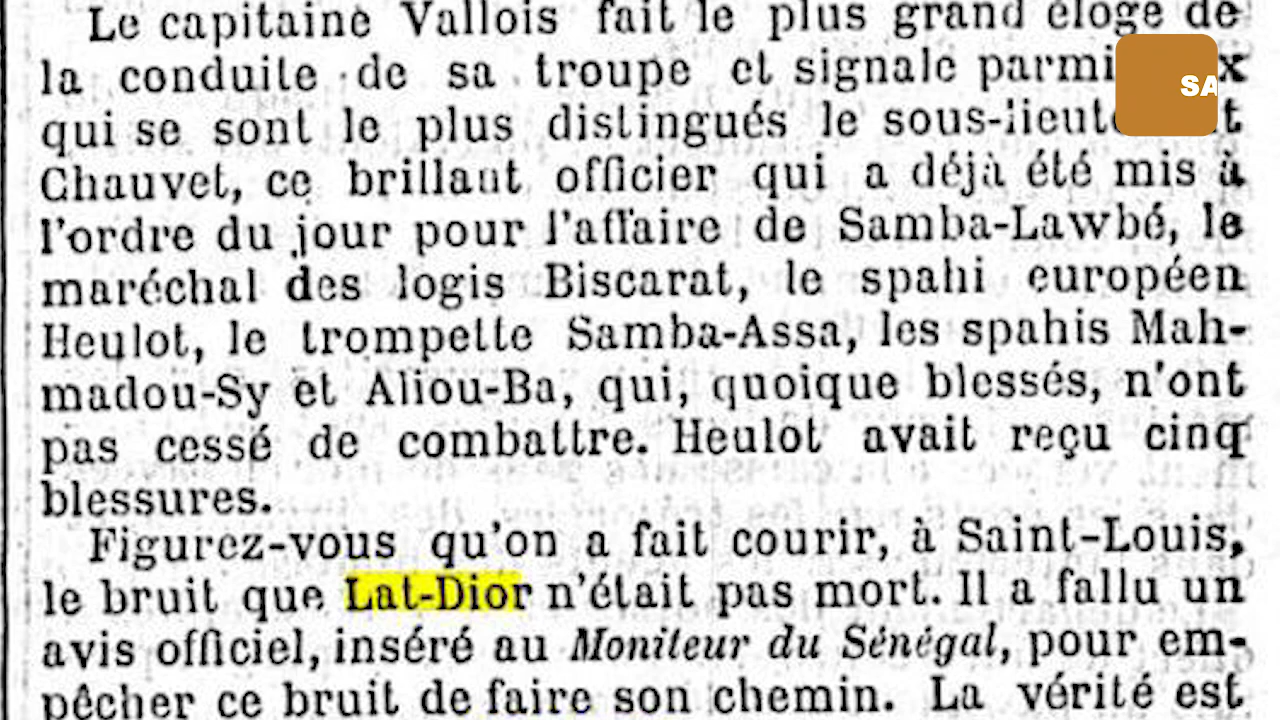 Le capitaine Vallois fait le plus grand éloge de
la conduite de sa troupe et signale parmi
qui se sont le plus distingués le
Chauvet, ce brillant officier qui a déjà été mis à
l'ordre du jour pour l'affaire de Samba-Lawbé, le
maréchal des logis Biscarat, le spahi européen
Heulot, le trompette Samba-Assa, les spahis Mah-
madou-Sy et Aliou-Ba, qui, quoique blessés, n'ont
pas cessé de combattre. Heulot avait reçu cinq
blessures.
Figurez-vous qu'on a fait courir, à Saint-Louis,
le bruit que Lat-Dior n'était pas mort. Il a fallu un
avis officiel, inséré au Moniteur du Sénégal, pour em-
pêcher ce bruit de faire son chemin. La vérité est